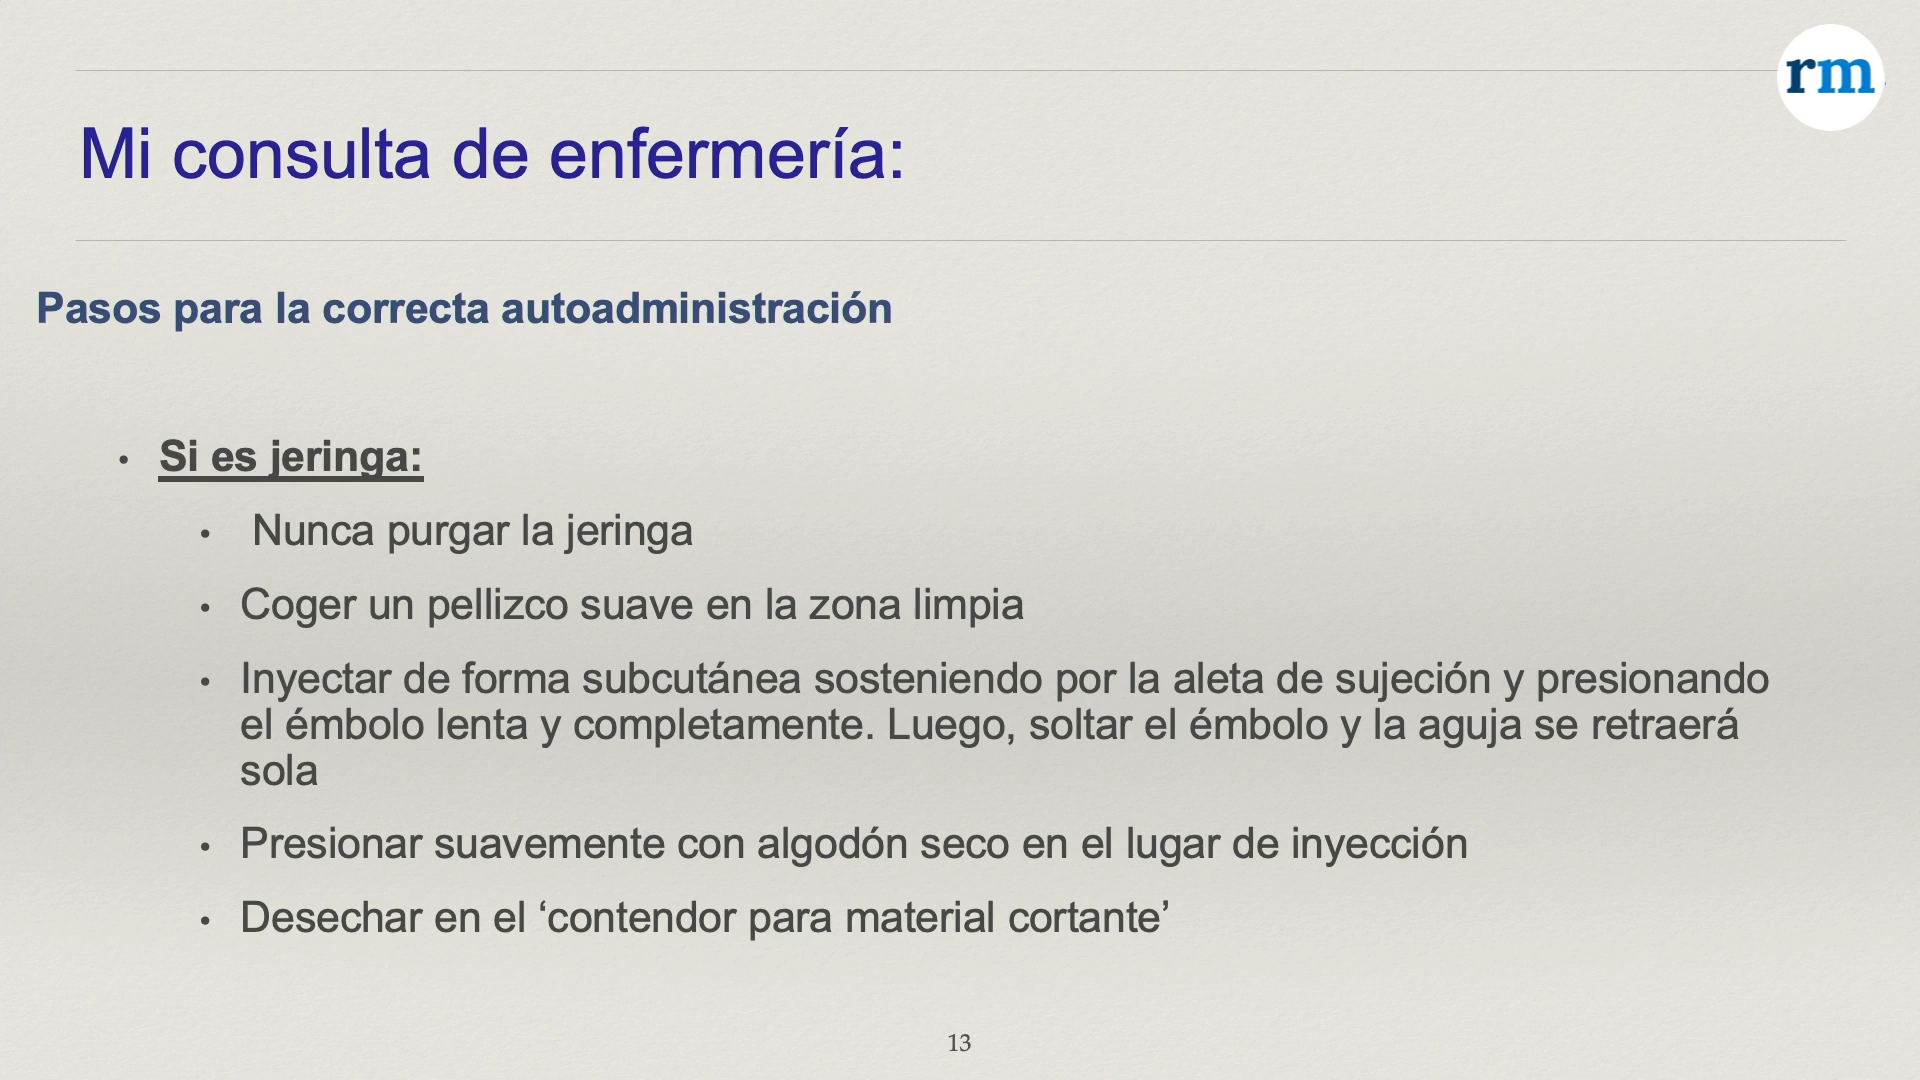 rm
Mi consulta de enfermería:
Pasos para la correcta autoadministración
• Si es jeringa:
• Nunca purgar la jeringa
• Coger un pellizco suave en la zona limpia
• Inyectar de forma subcutánea sosteniendo por la aleta de sujeción y presionando
el émbolo lenta y completamente. Luego, soltar el émbolo y la aguja se retraerá
sola
• Presionar suavemente con algodón seco en el lugar de inyección
• Desechar en el ‘contendor para material cortante’
13